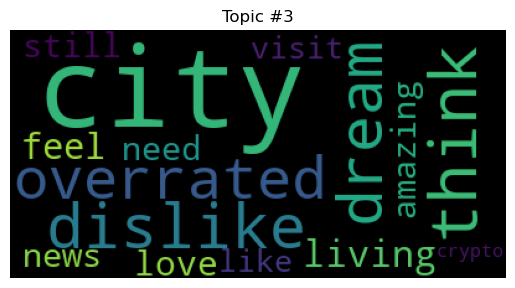 Topic #3
still
visit
city
dream
think
amazing
feel
need
overrated
dislike
news
love
like
living
crypto